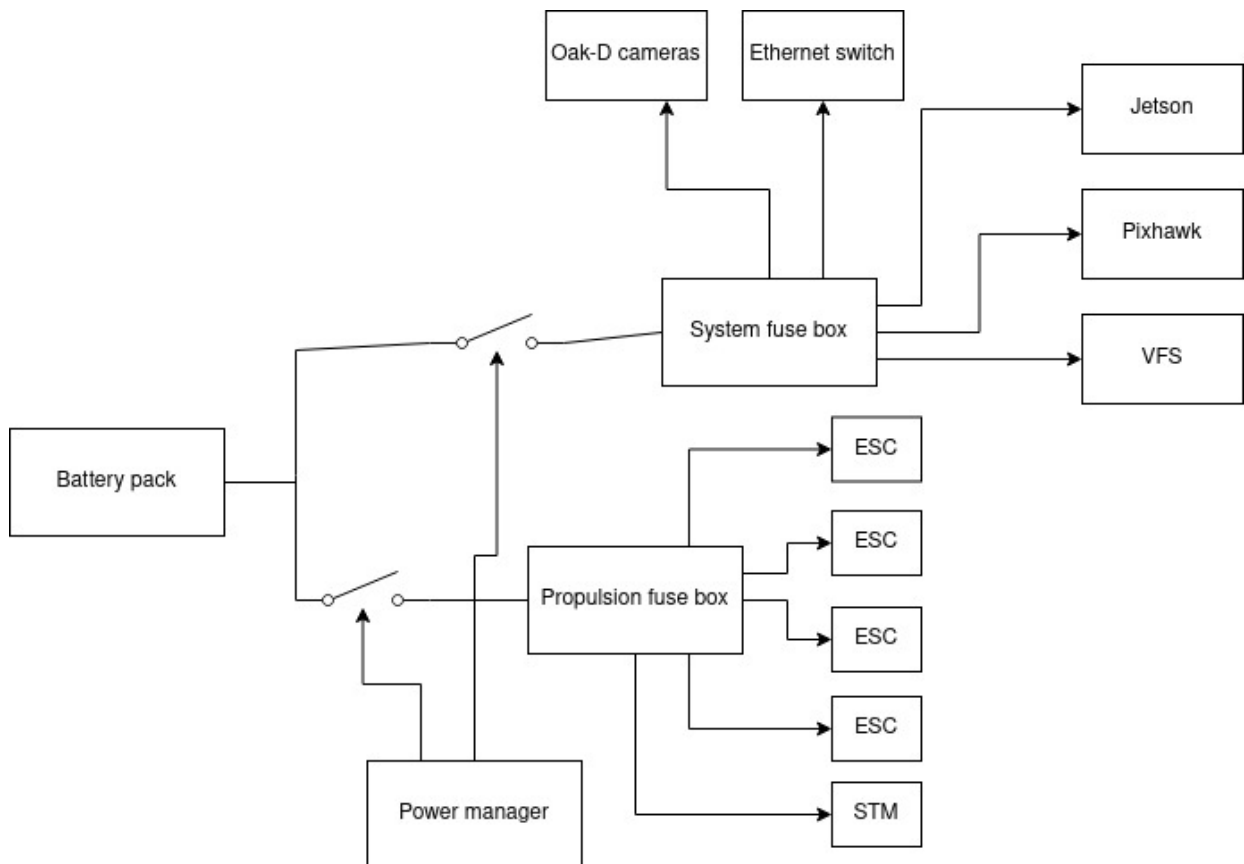 Oak-D cameras
Ethernet switch
Jetson
Pixhawk
System fuse box
VFS
Battery pack
ESC
ESC
Propulsion fuse box
ESC
ESC
Power manager
STM